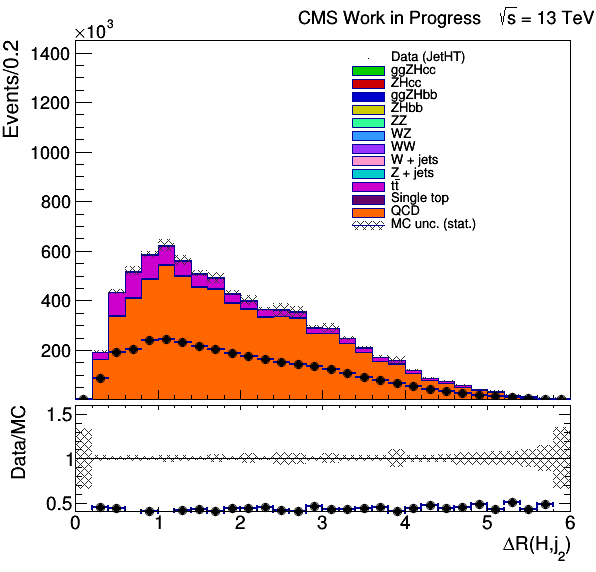 CMS Work in Progress √s = 13 TeV
×10³
Events/0.2
1400
1200
1000
800
600
400
200
Data (JetHT)
ggZHcc
ZHcc
ggZHbb
ZHbb
ZZ
WZ
WW
W + jets
Z + jets
tt̄
Single top
QCD
MC unc. (stat.)
Data/MC
1.5
1
0.5
0 1 2 3 4 5 6
ΔR(H,j₂)